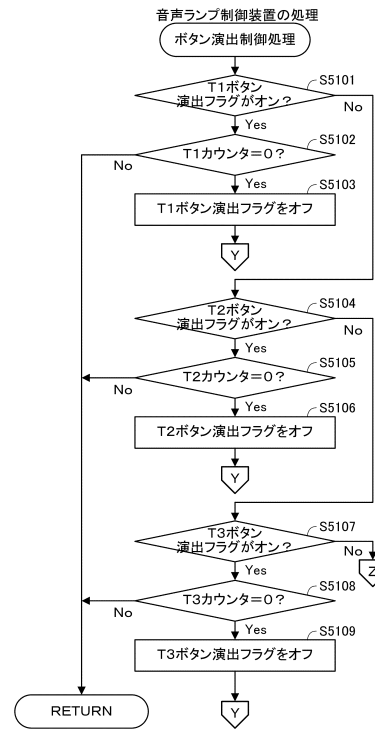 音声ランプ制御装置の処理
ボタン演出制御処理
S5101
T1ボタン
演出フラグがオン？
No
Yes
S5102
T1カウンタ＝0？
No
Yes
S5103
T1ボタン演出フラグをオフ
Y
S5104
T2ボタン
演出フラグがオン？
No
Yes
S5105
T2カウンタ＝0？
No
Yes
S5106
T2ボタン演出フラグをオフ
Y
S5107
T3ボタン
演出フラグがオン？
No
Z
Yes
S5108
T3カウンタ＝0？
No
Yes
S5109
T3ボタン演出フラグをオフ
RETURN
Y